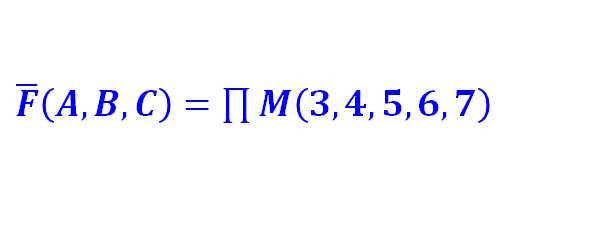 F̅(A, B, C) = ∏ M(3, 4, 5, 6, 7)